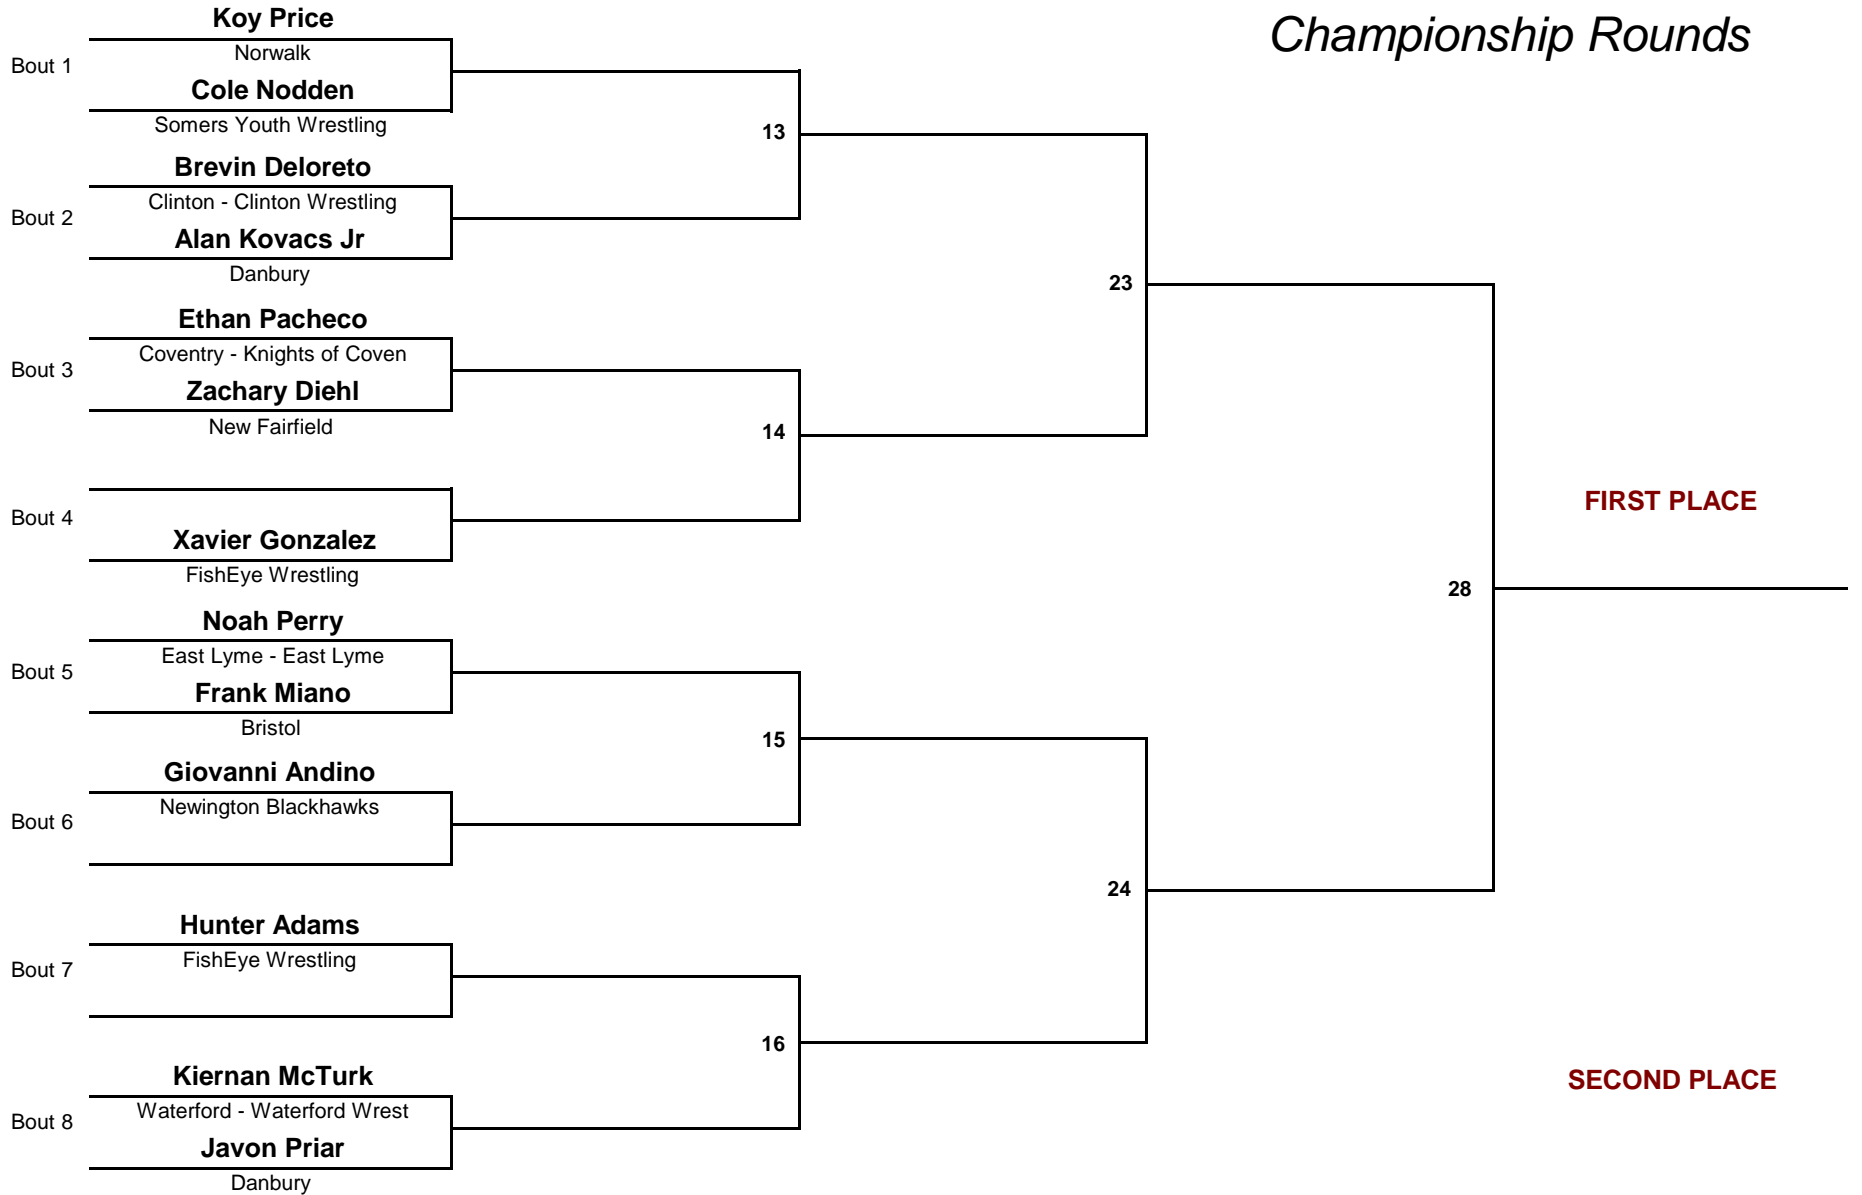 Championship Rounds
Koy Price
Bout 1
Norwalk
Cole Nodden
Somers Youth Wrestling
13
Brevin Deloreto
Bout 2
Clinton - Clinton Wrestling
Alan Kovacs Jr
Danbury
23
Ethan Pacheco
Bout 3
Coventry - Knights of Coven
Zachary Diehl
New Fairfield
14
Bout 4
Xavier Gonzalez
FishEye Wrestling
FIRST PLACE
28
Noah Perry
Bout 5
East Lyme - East Lyme
Frank Miano
Bristol
15
Giovanni Andino
Bout 6
Newington Blackhawks
24
Hunter Adams
Bout 7
FishEye Wrestling
16
Kiernan McTurk
Bout 8
Waterford - Waterford Wrest
Javon Priar
Danbury
SECOND PLACE